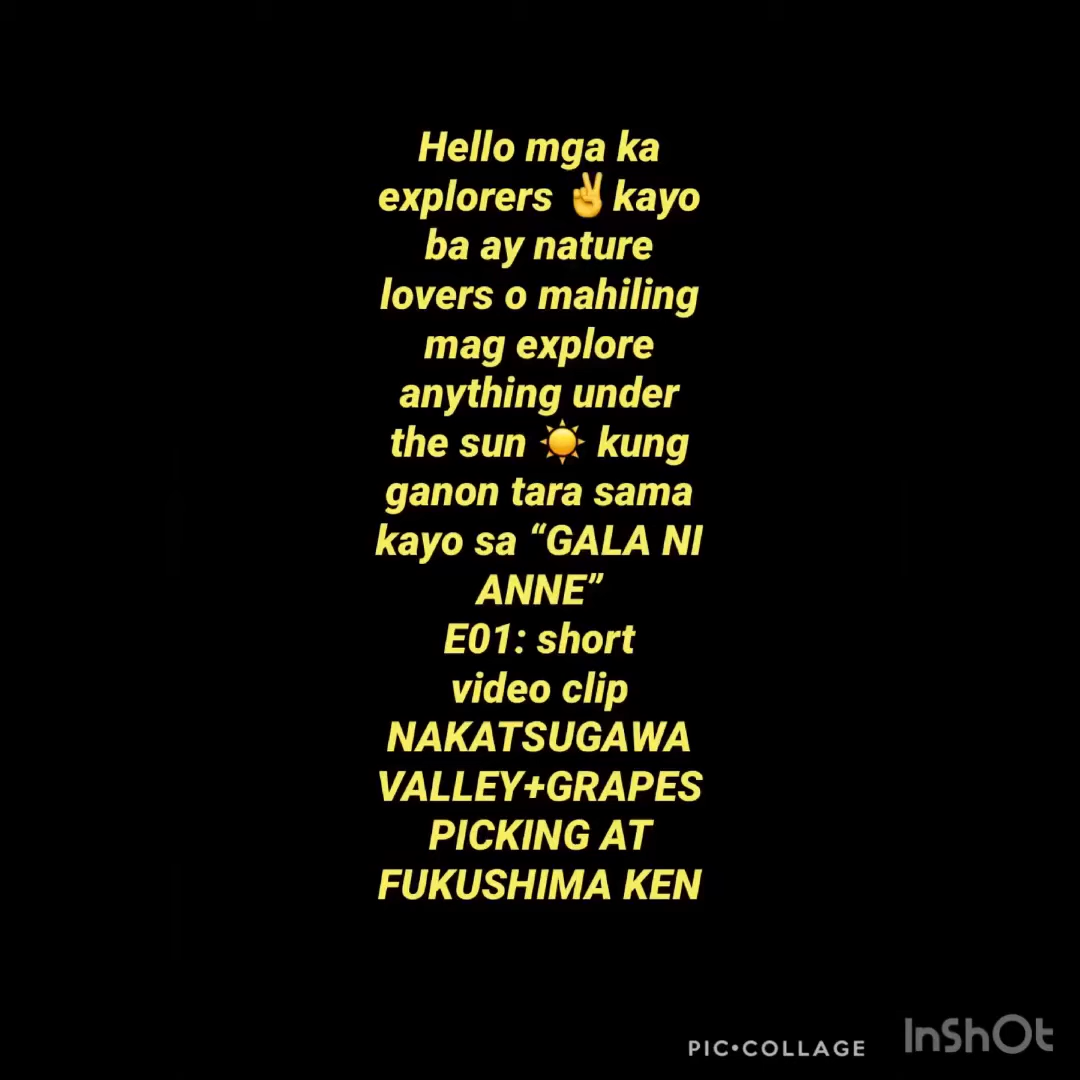 Hello mga ka
explorers ✌️kayo
ba ay nature
lovers o mahiling
mag explore
anything under
the sun ☀️ kung
ganon tara sama
kayo sa “GALA NI
ANNE”
E01: short
video clip
NAKATSUGAWA
VALLEY+GRAPES
PICKING AT
FUKUSHIMA KEN
PIC•COLLAGE
InShOt